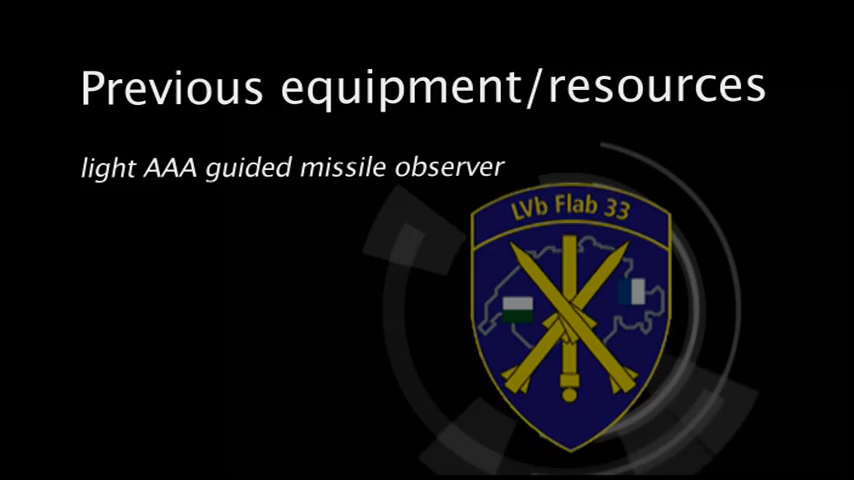 Previous equipment/resources
light AAA guided missile observer
LVb Flab 33